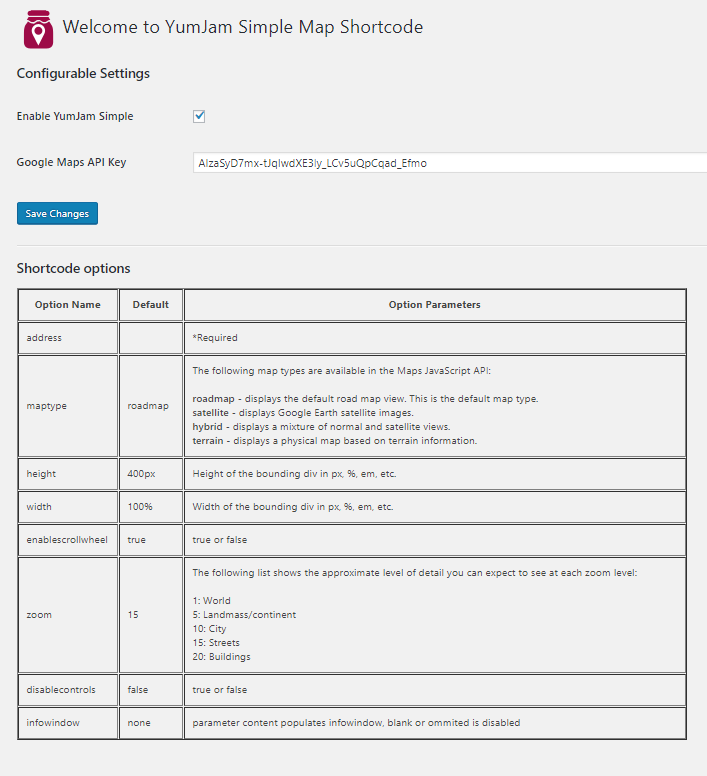 Welcome to YumJam Simple Map Shortcode
Configurable Settings
Enable YumJam Simple
Google Maps API Key
AIzaSyD7mx-tJqIwdXE3ly_LCv5uQpCqad_Efmo
Save Changes
Shortcode options
Option Name Default Option Parameters
address *Required
The following map types are available in the Maps JavaScript API:
roadmap - displays the default road map view. This is the default map type.
maptype roadmap
satellite - displays Google Earth satellite images.
hybrid - displays a mixture of normal and satellite views.
terrain - displays a physical map based on terrain information.
height 400px Height of the bounding div in px, %, em, etc.
width 100% Width of the bounding div in px, %, em, etc.
enablescrollwheel true true or false
The following list shows the approximate level of detail you can expect to see at each zoom level:
1: World
zoom 15
5: Landmass/continent
10: City
15: Streets
20: Buildings
disablecontrols false true or false
infowindow none parameter content populates infowindow, blank or ommited is disabled